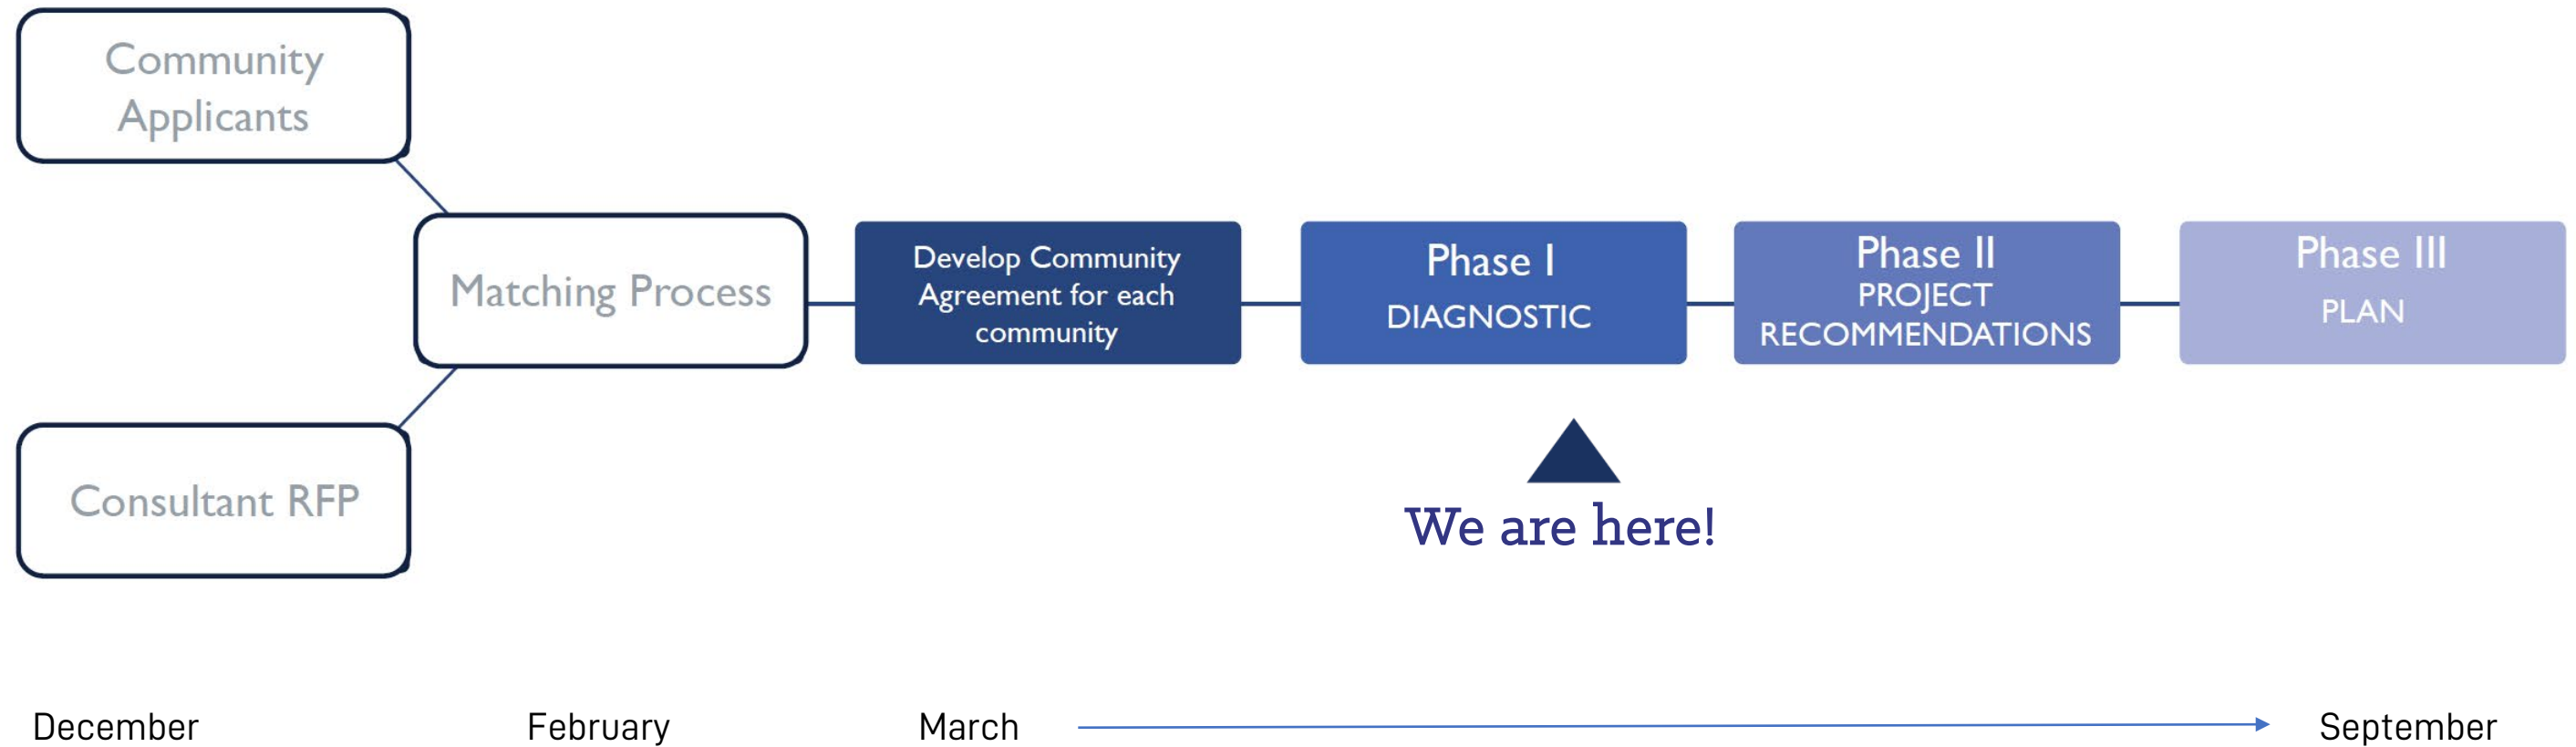 Community
Applicants
Matching Process
Consultant RFP
Develop Community
Agreement for each
community
Phase I
DIAGNOSTIC
Phase II
PROJECT
RECOMMENDATIONS
Phase III
PLAN
We are here!
December
February
March
September